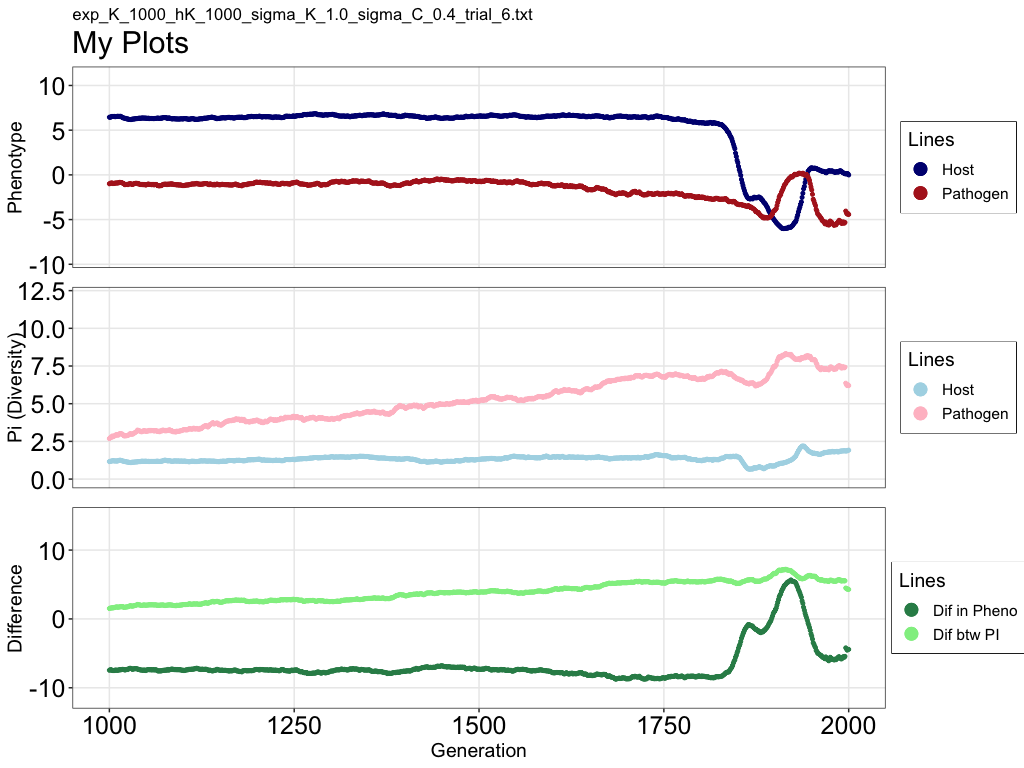 exp_K_1000_hK_1000_sigma_K_1.0_sigma_C_0.4_trial_6.txt
My Plots
Phenotype
10
5
0
-5
-10
Lines
Host
Pathogen
Pi (Diversity)
12.5
10.0
7.5
5.0
2.5
0.0
Lines
Host
Pathogen
Difference
10
0
-10
Lines
Dif in Pheno
Dif btw PI
1000 1250 1500 1750 2000
Generation